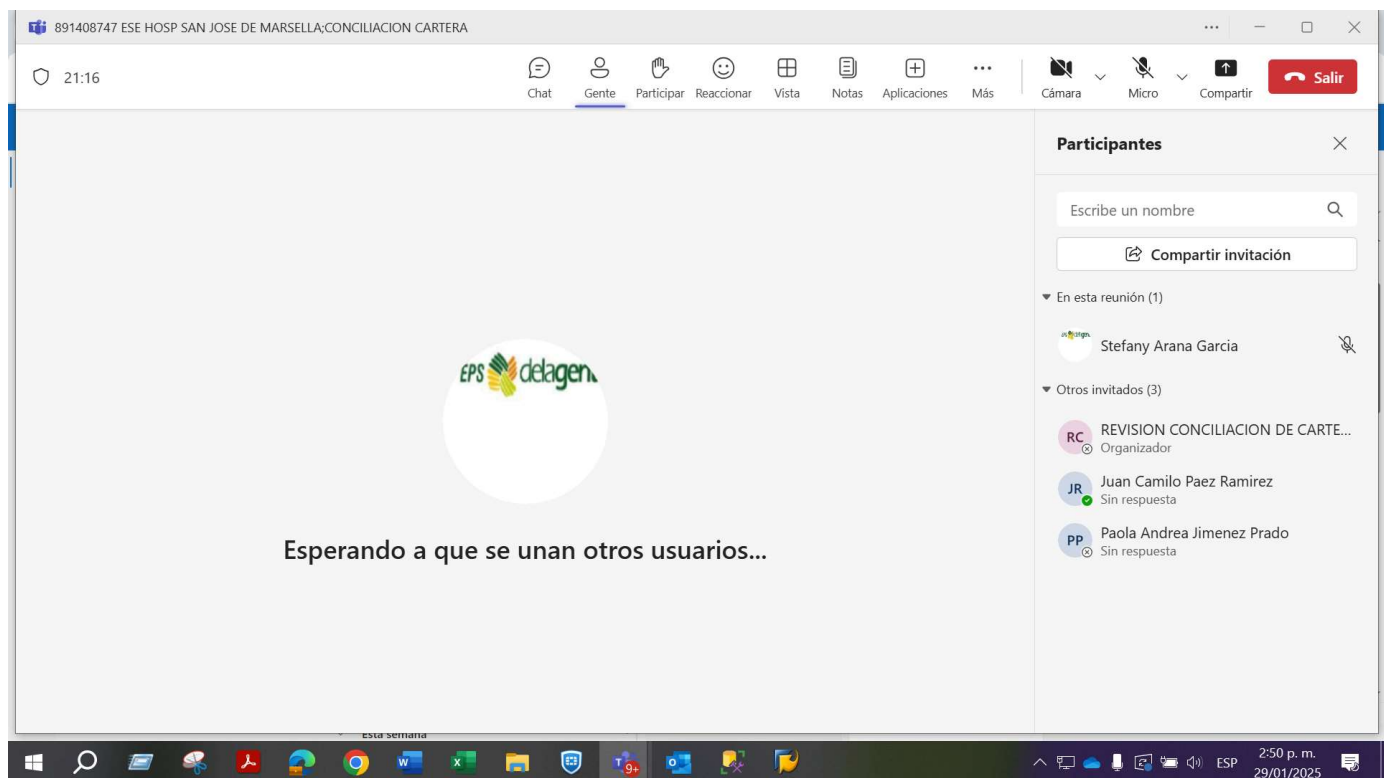 891408747 ESE HOSP SAN JOSE DE MARSELLA;CONCILIACION CARTERA
21:16
Chat
Gente
Participar
Reaccionar
Vista
Notas
Aplicaciones
Más
Cámara
Micro
Compartir
Salir
Participantes
Escribe un nombre
Compartir invitación
En esta reunión (1)
Stefany Arana Garcia
Otros invitados (3)
RC
REVISION CONCILIACION DE CARTE...
Organizador
JR
Juan Camilo Paez Ramirez
Sin respuesta
PP
Paola Andrea Jimenez Prado
Sin respuesta
EPS delagen
Esperando a que se unan otros usuarios...
Esta semana
9+
ESP
2:50 p. m.
29/01/2025